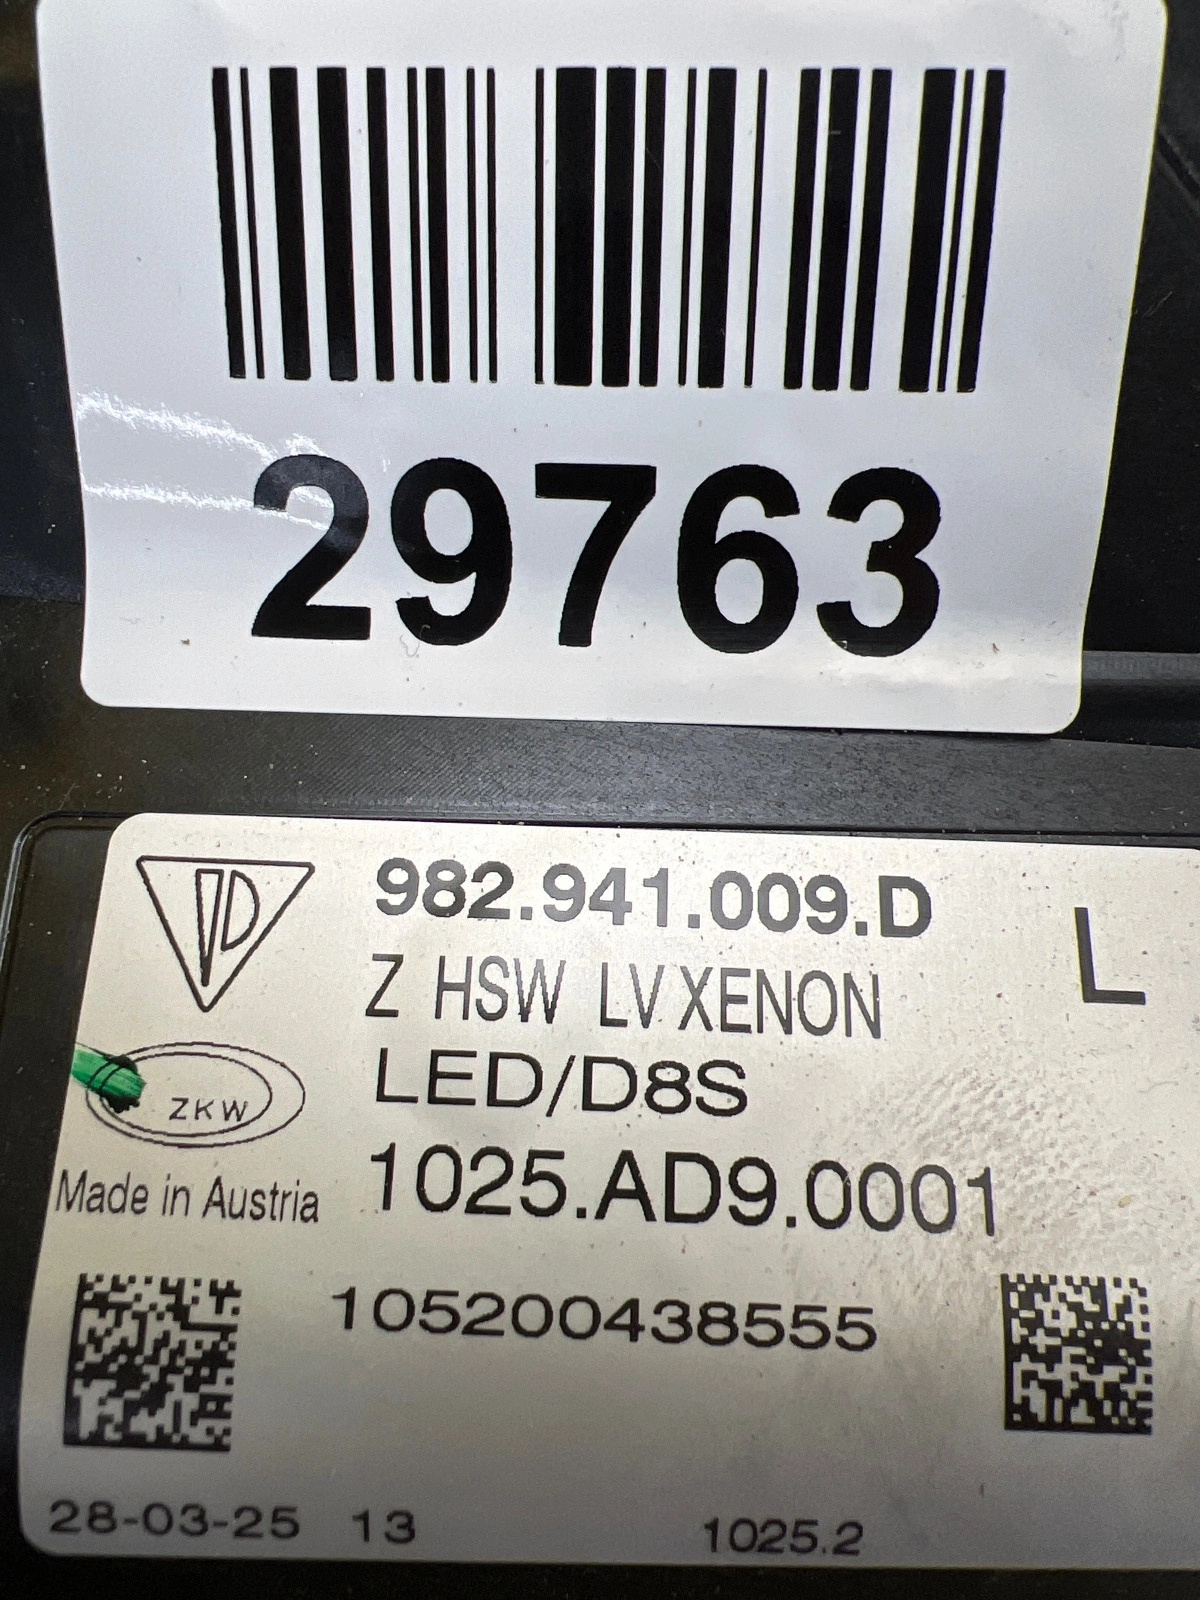 29763
982.941.009.D
L
Z HSW LV XENON
LED/D8S
ZKW
1025.AD9.0001
Made in Austria
105200438555
28-03-25 13 1025.2